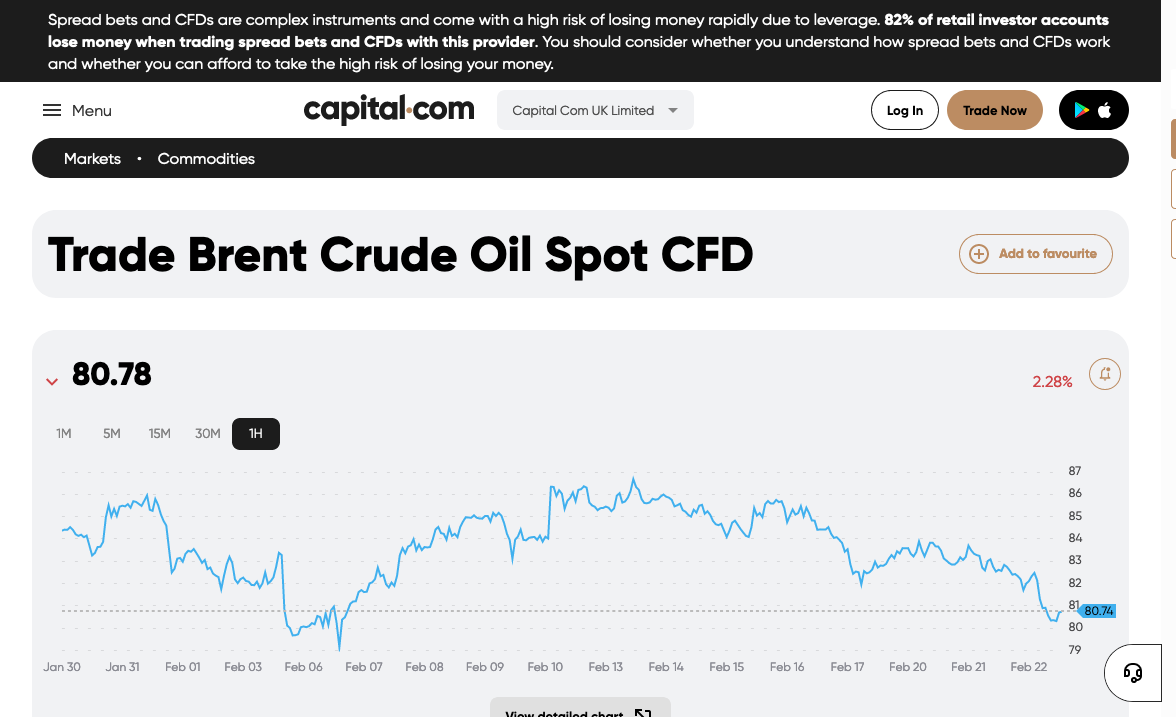 Spread bets and CFDs are complex instruments and come with a high risk of losing money rapidly due to leverage. 82% of retail investor accounts
lose money when trading spread bets and CFDs with this provider. You should consider whether you understand how spread bets and CFDs work
and whether you can afford to take the high risk of losing your money.
Menu
capital.com
Capital Com UK Limited
Log In
Trade Now
Markets • Commodities
Trade Brent Crude Oil Spot CFD
Add to favourite
80.78
2.28%
1M 5M 15M 30M 1H
87
86
85
84
83
82
81
80.74
80
79
Jan 30 Jan 31 Feb 01 Feb 03 Feb 06 Feb 07 Feb 08 Feb 09 Feb 10 Feb 13 Feb 14 Feb 15 Feb 16 Feb 17 Feb 20 Feb 21 Feb 22
View detailed chart